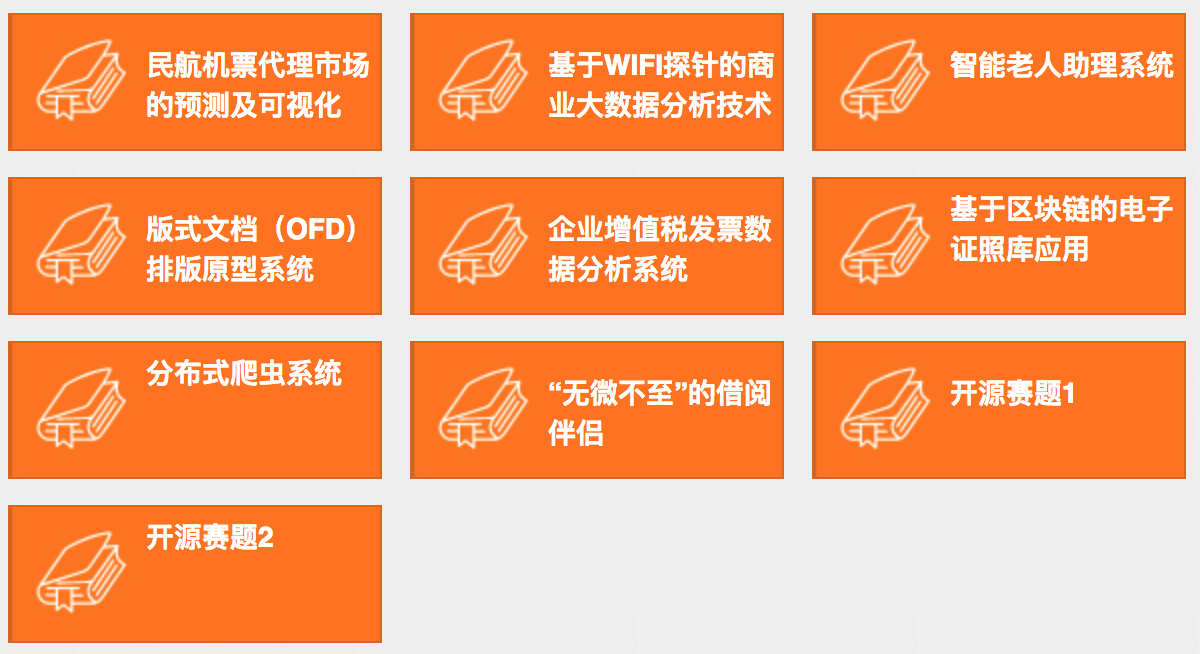 民航机票代理市场
的预测及可视化
基于WIFI探针的商
业大数据分析技术
智能老人助理系统
版式文档（OFD）
排版原型系统
企业增值税发票数
据分析系统
基于区块链的电子
证照库应用
分布式爬虫系统
“无微不至”的借阅
伴侣
开源赛题1
开源赛题2